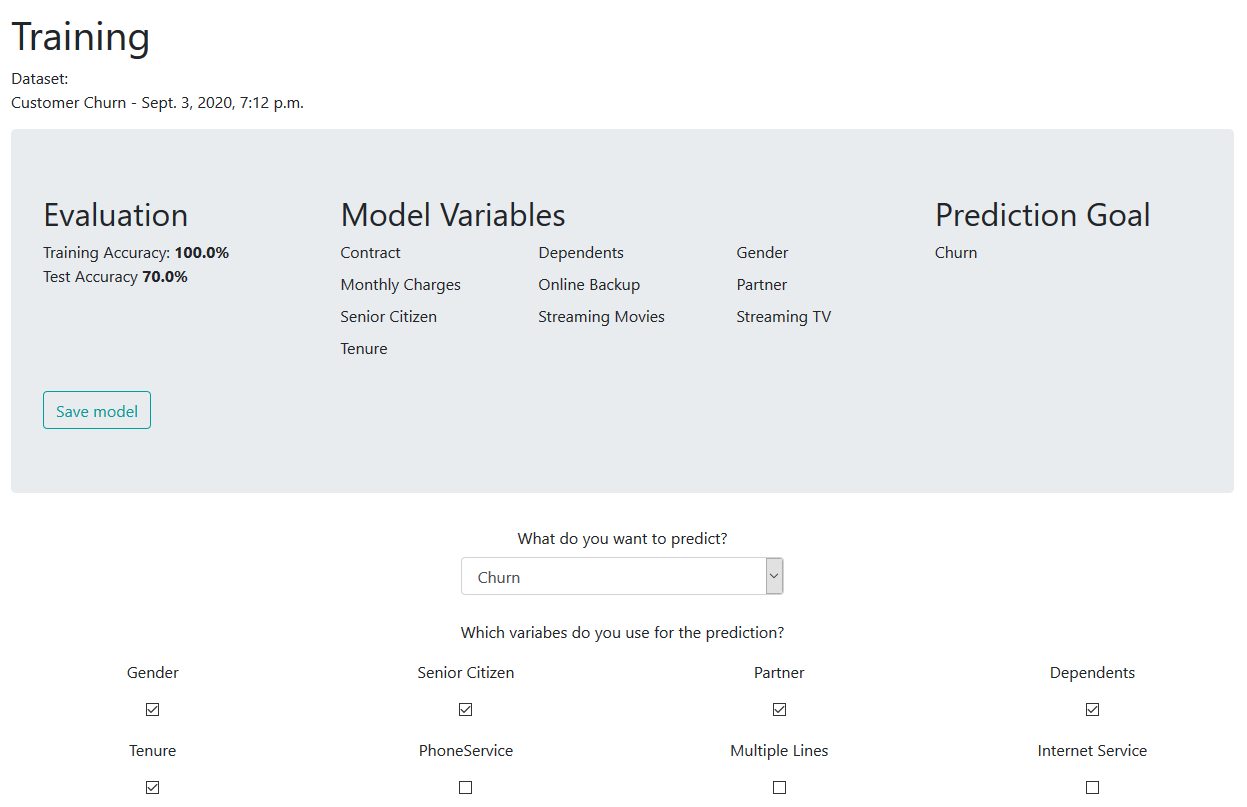 Training
Dataset:
Customer Churn - Sept. 3, 2020, 7:12 p.m.
Evaluation
Training Accuracy: 100.0%
Test Accuracy 70.0%
Model Variables
Contract Dependents Gender
Monthly Charges Online Backup Partner
Senior Citizen Streaming Movies Streaming TV
Tenure
Prediction Goal
Churn
Save model
What do you want to predict?
Churn
Which variabes do you use for the prediction?
Gender Senior Citizen Partner Dependents
Tenure PhoneService Multiple Lines Internet Service